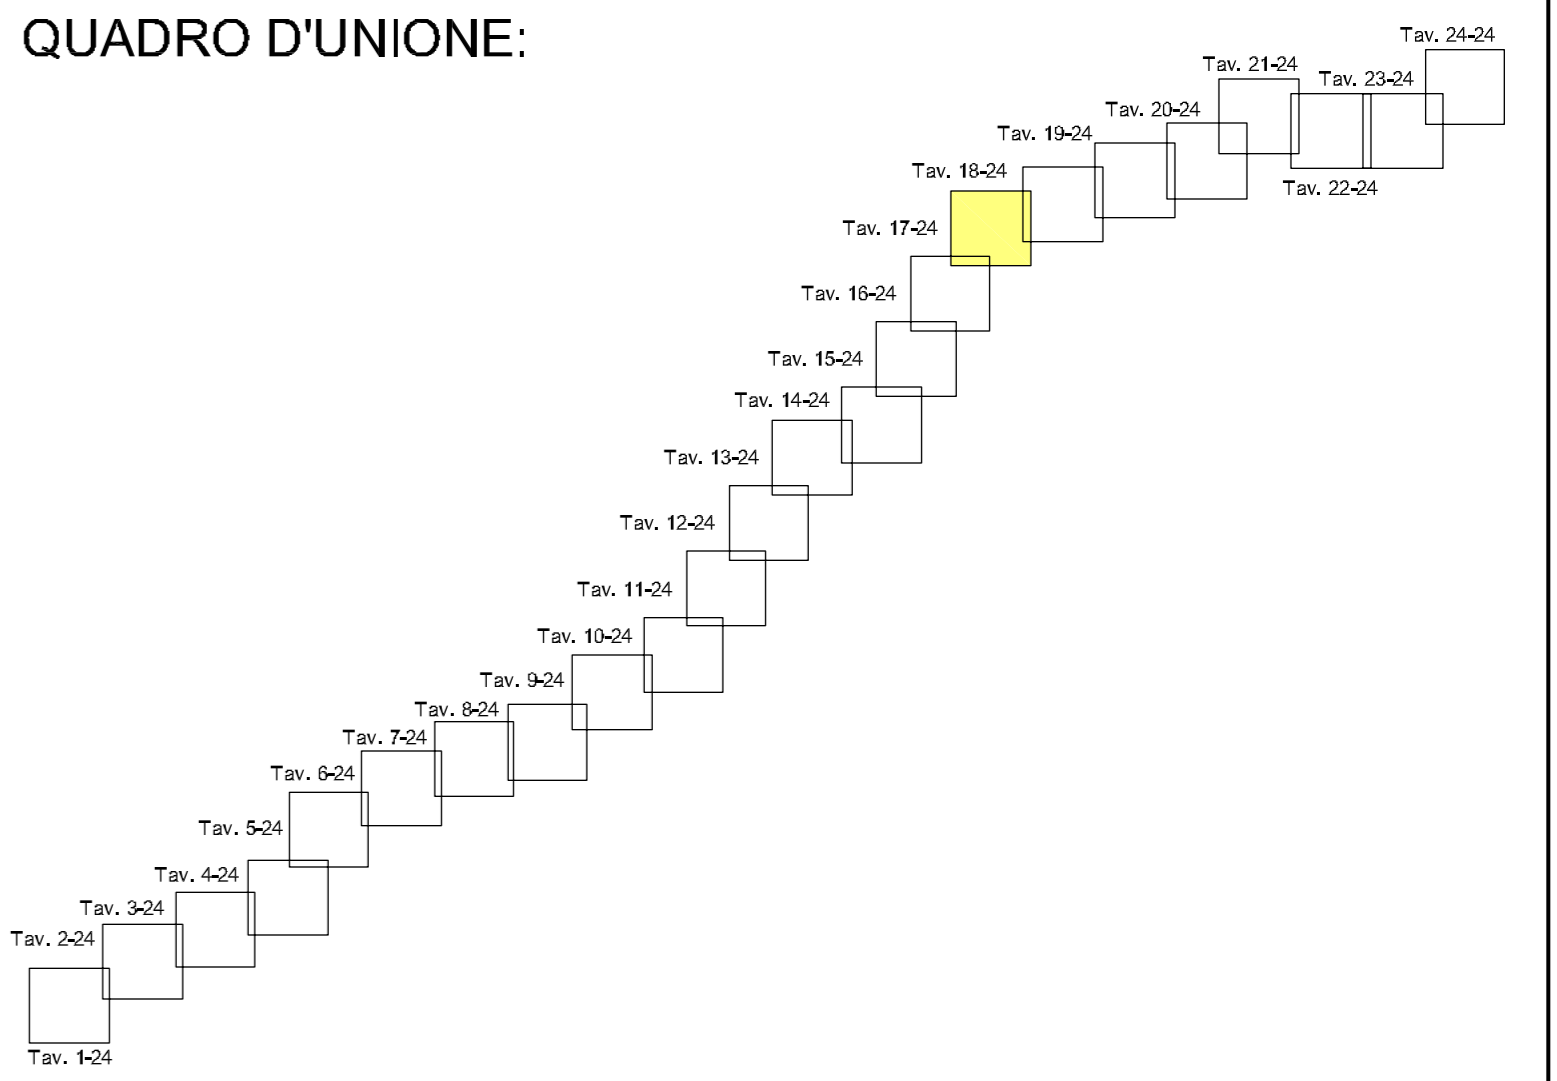 QUADRO D'UNIONE:
Tav. 24-24
Tav. 21-24
Tav. 23-24
Tav. 20-24
Tav. 19-24
Tav. 18-24
Tav. 22-24
Tav. 17-24
Tav. 16-24
Tav. 15-24
Tav. 14-24
Tav. 13-24
Tav. 12-24
Tav. 11-24
Tav. 10-24
Tav. 9-24
Tav. 8-24
Tav. 7-24
Tav. 6-24
Tav. 5-24
Tav. 4-24
Tav. 3-24
Tav. 2-24
Tav. 1-24